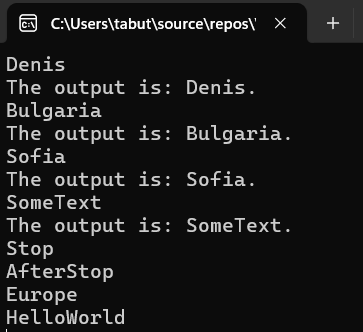 C:\Users\tabut\source\repos\
Denis
The output is: Denis.
Bulgaria
The output is: Bulgaria.
Sofia
The output is: Sofia.
SomeText
The output is: SomeText.
Stop
AfterStop
Europe
HelloWorld